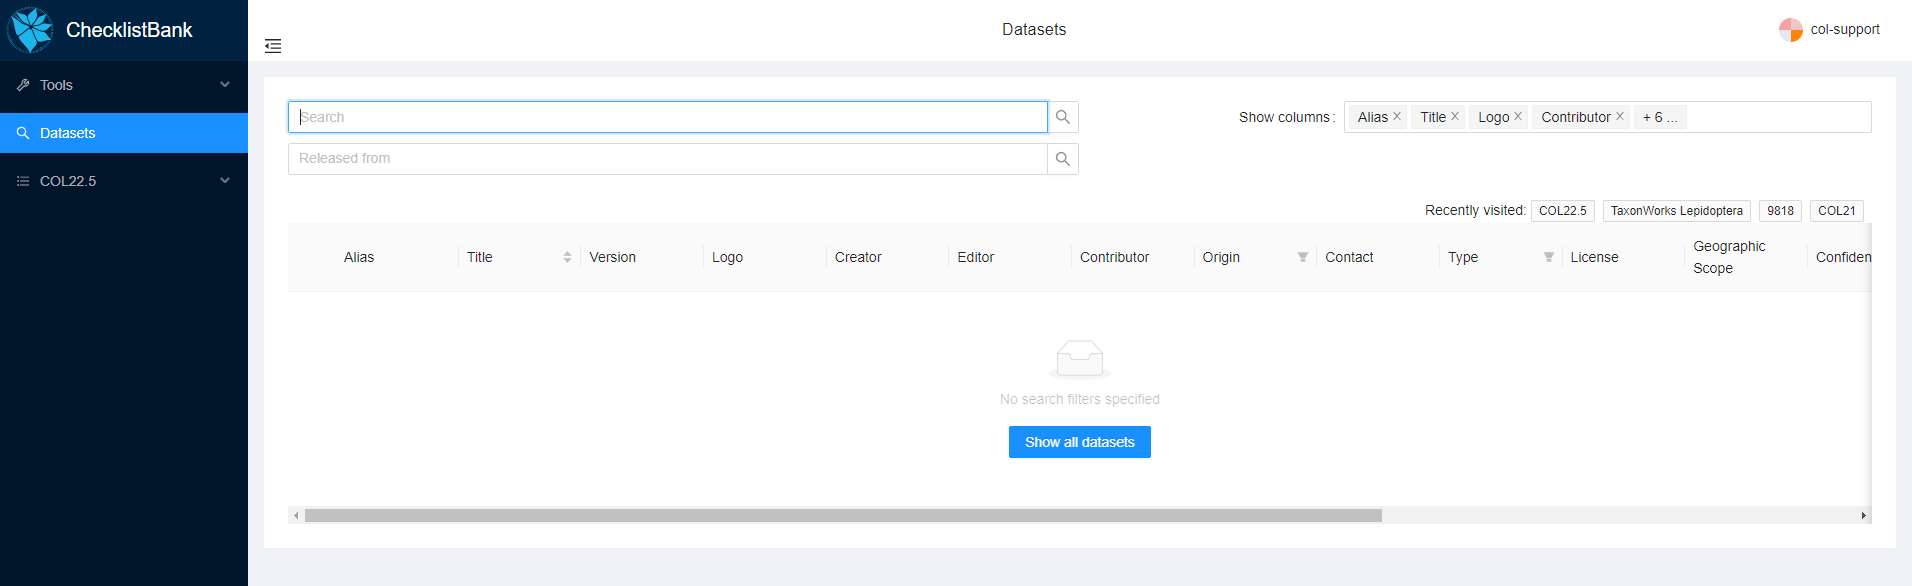 ChecklistBank
Datasets
col-support
Tools
Datasets
COL22.5
Search
Show columns: Alias Title Logo Contributor + 6 ...
Released from
Recently visited: COL22.5 TaxonWorks Lepidoptera 9818 COL21
Alias Title Version Logo Creator Editor Contributor Origin Contact Type License Geographic Scope Confiden
No search filters specified
Show all datasets